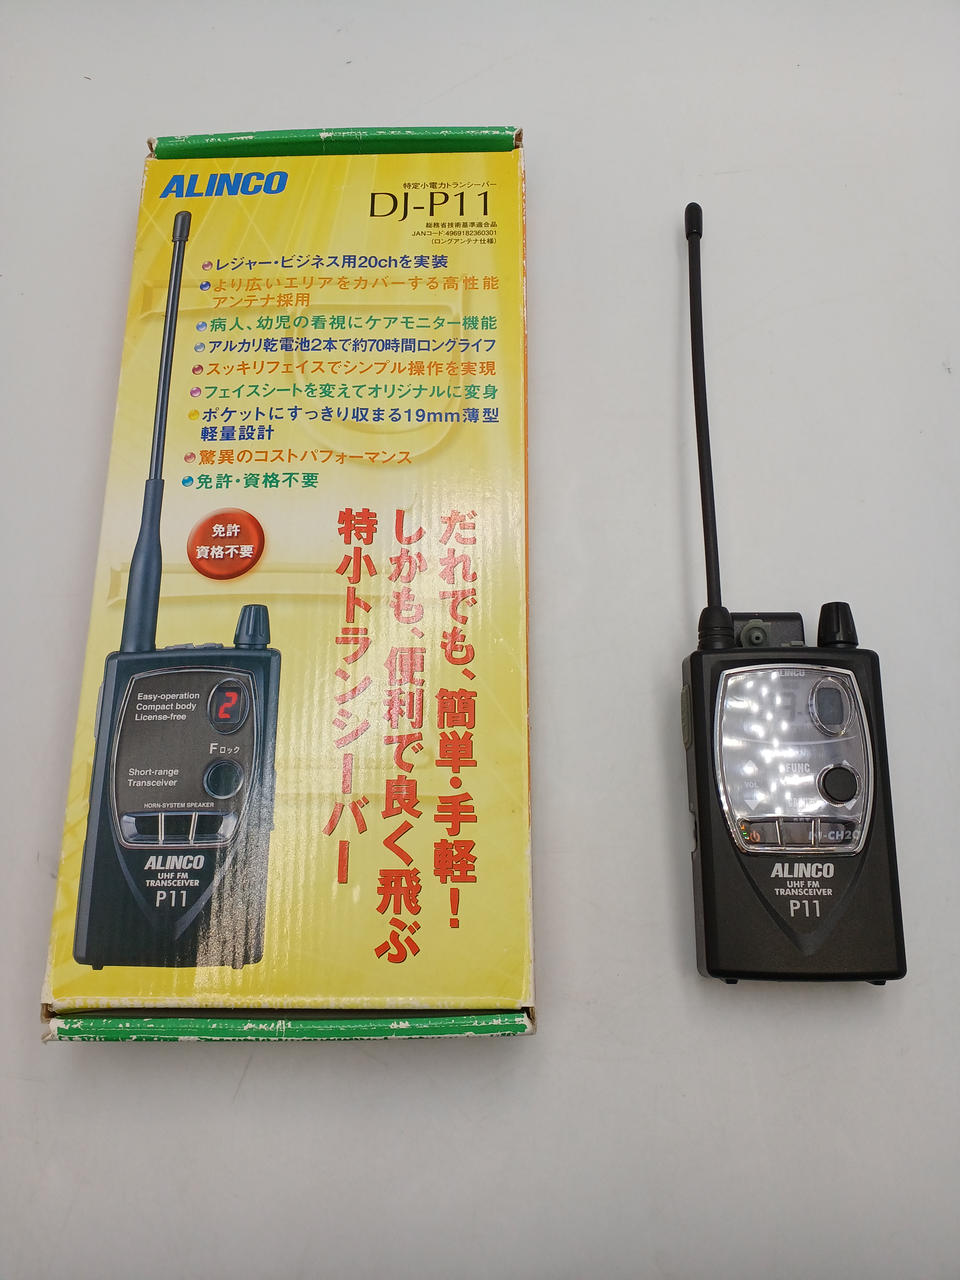 ALINCO
特定小電力トランシーバー
DJ-P11
総務省技術基準適合品
JANコード:4969182360301
(ロングアンテナ仕様)
レジャー・ビジネス用20chを実装
より広いエリアをカバーする高性能
アンテナ採用
病人、幼児の看視にケアモニター機能
アルカリ乾電池2本で約70時間ロングライフ
スッキリフェイスでシンプル操作を実現
フェイスシートを変えてオリジナルに変身
ポケットにすっきり収まる19mm薄型
軽量設計
驚異のコストパフォーマンス
免許・資格不要
免許
資格不要
だれでも、簡単・手軽!
しかも、便利で良く飛ぶ
特小トランシーバー
Easy-operation
Compact body
License-free
2
Fロック
Short-range
Transceiver
HORN-SYSTEM SPEAKER
ALINCO
UHF FM
TRANSCEIVER
P11
ALINCO
FUNC
VOL
ALINCO
UHF FM
TRANSCEIVER
P11